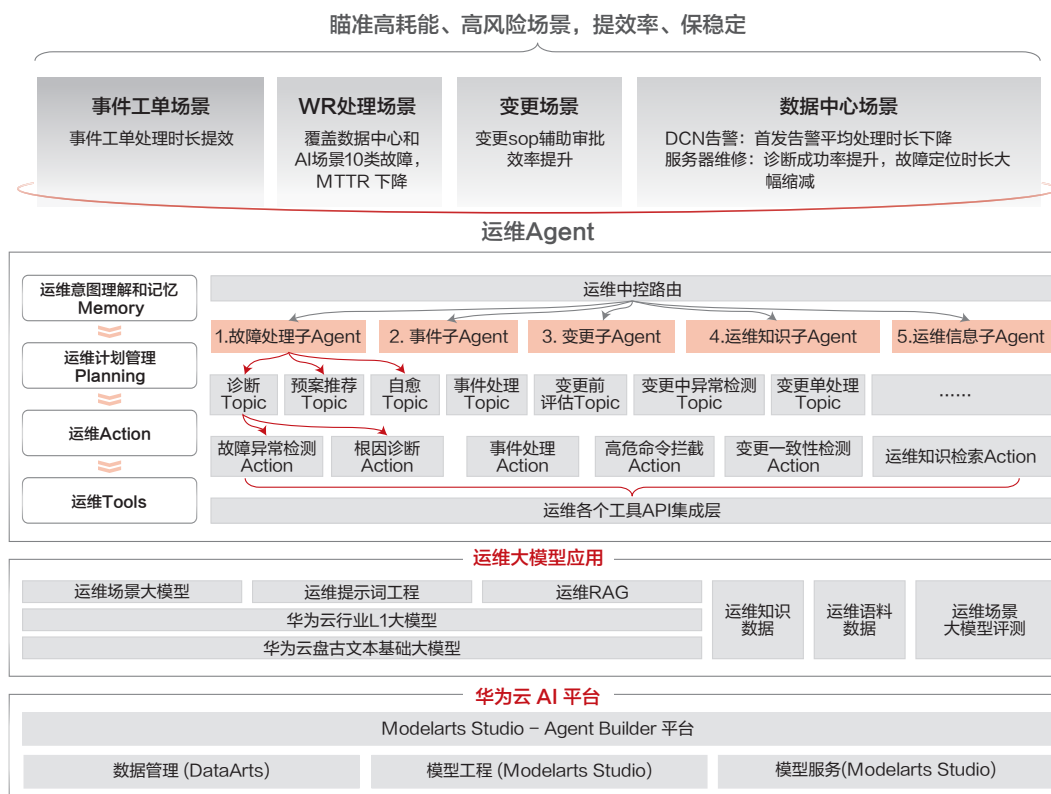 瞄准高耗能、高风险场景，提效率、保稳定
事件工单场景
事件工单处理时长提效
WR处理场景
覆盖数据中心和
AI场景10类故障，
MTTR 下降
变更场景
变更sop辅助审批
效率提升
数据中心场景
DCN告警：首发告警平均处理时长下降
服务器维修：诊断成功率提升，故障定位时长大
幅缩减
运维Agent
运维意图理解和记忆
Memory
运维计划管理
Planning
运维Action
运维Tools
运维中控路由
1.故障处理子Agent
2. 事件子Agent
3. 变更子Agent
4.运维知识子Agent
5.运维信息子Agent
诊断
Topic
预案推荐
Topic
自愈
Topic
事件处理
Topic
变更前
评估Topic
变更中异常检测
Topic
变更单处理
Topic
……
故障异常检测
Action
根因诊断
Action
事件处理
Action
高危命令拦截
Action
变更一致性检测
Action
运维知识检索Action
运维各个工具API集成层
运维大模型应用
运维场景大模型
运维提示词工程
运维RAG
华为云行业L1大模型
华为云盘古文本基础大模型
运维知识
数据
运维语料
数据
运维场景
大模型评测
华为云 AI 平台
Modelarts Studio – Agent Builder 平台
数据管理 (DataArts)
模型工程 (Modelarts Studio)
模型服务(Modelarts Studio)